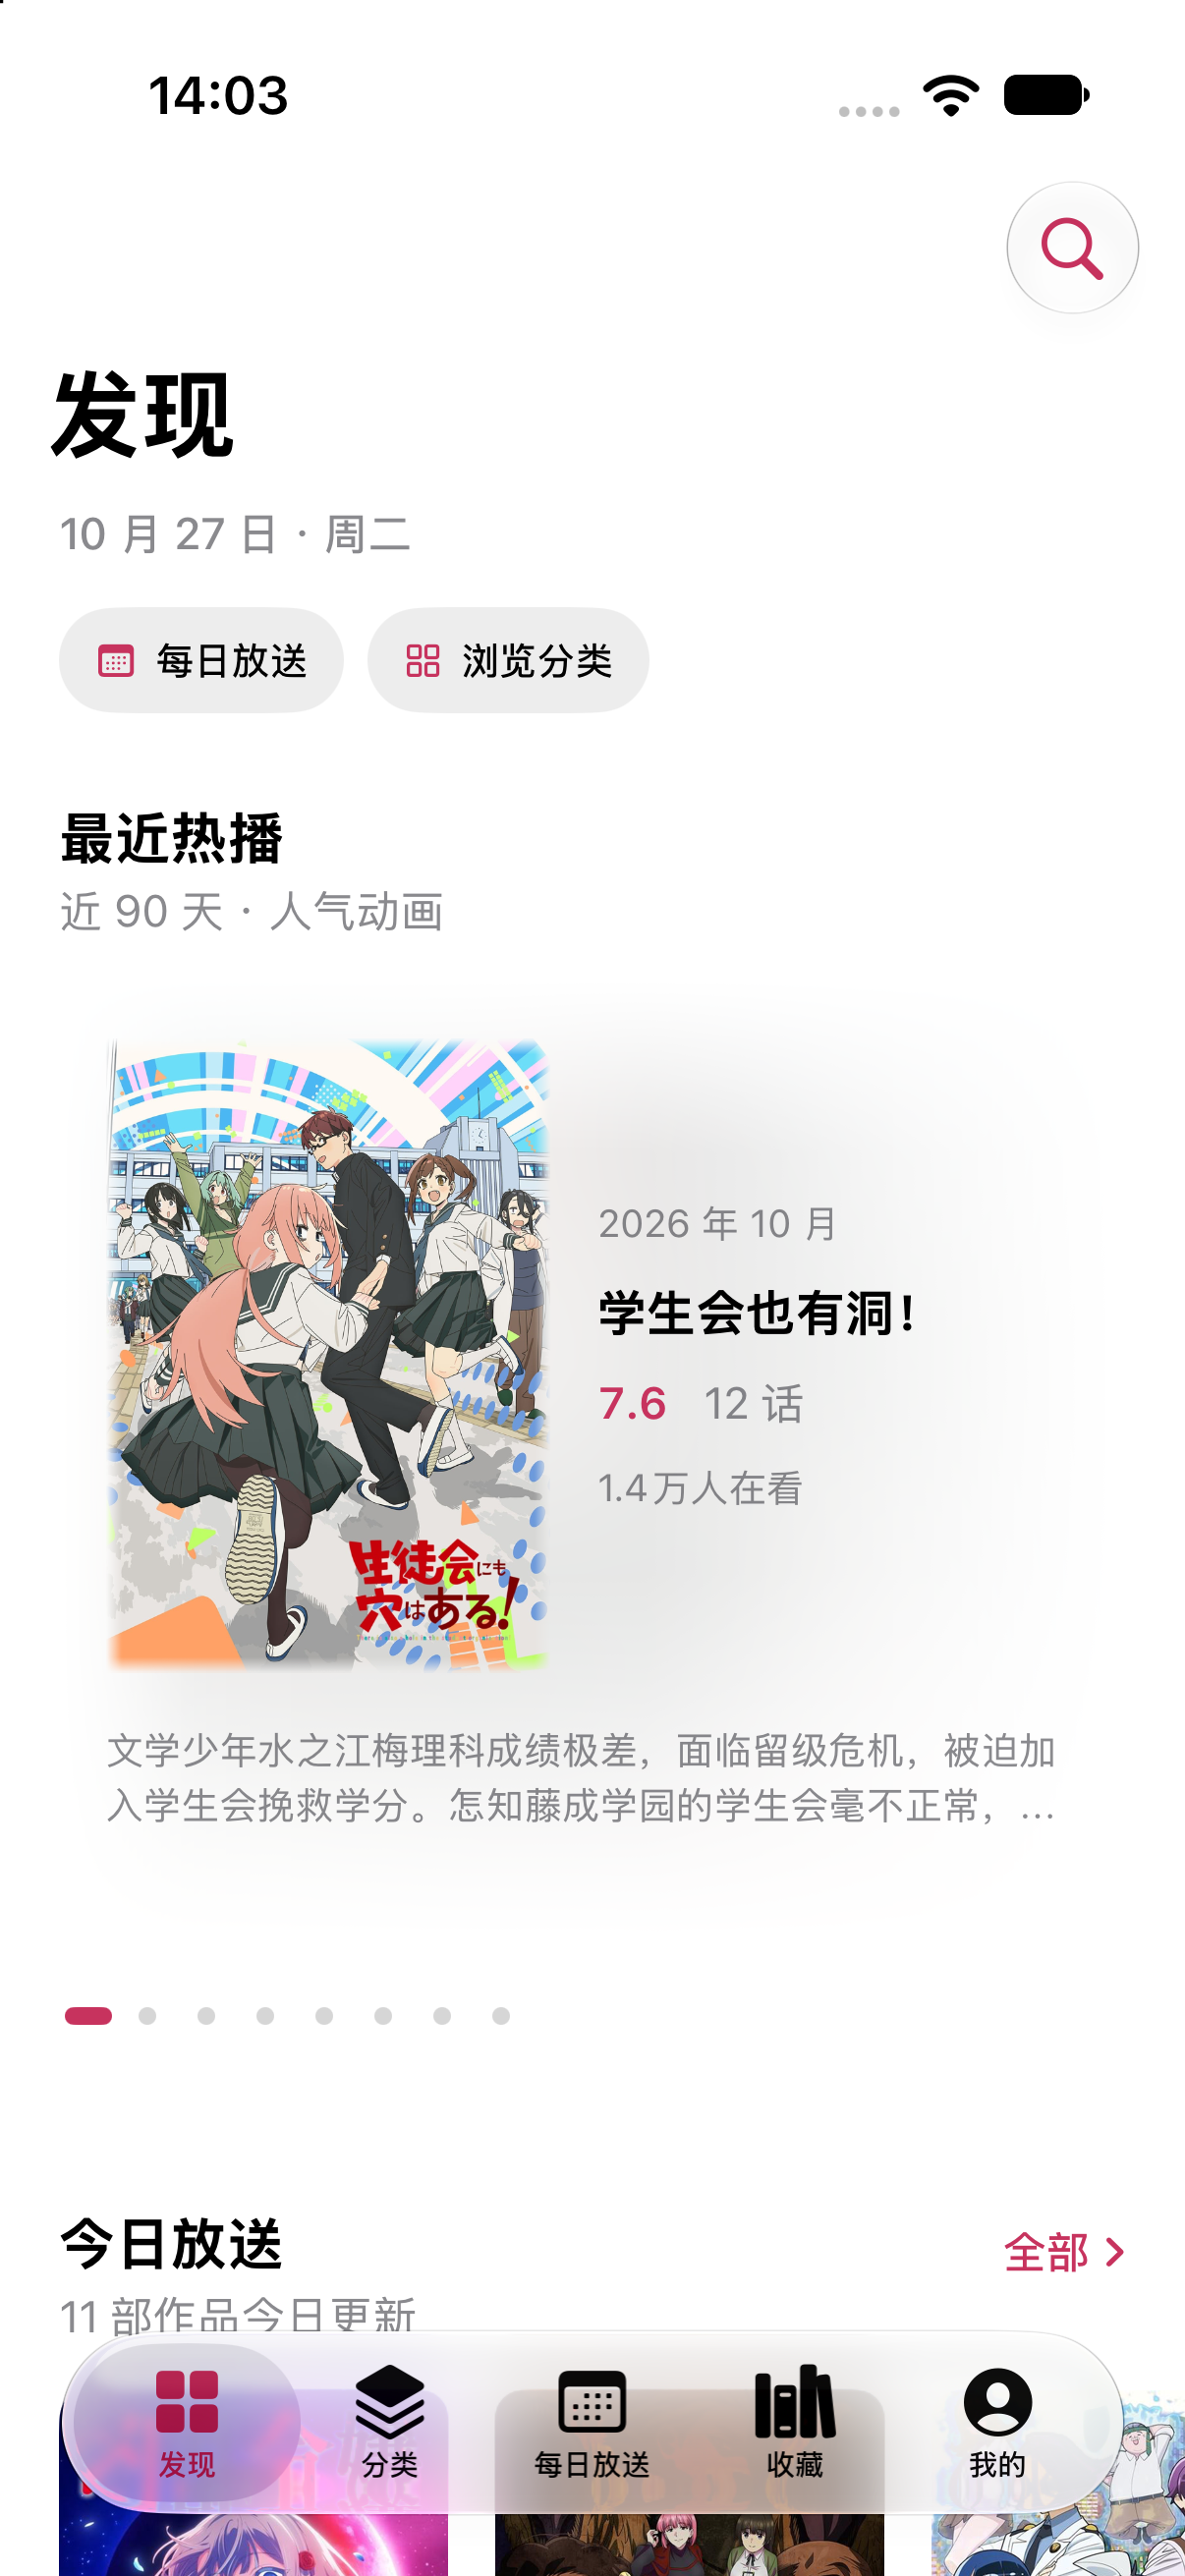 14:03
发现
10 月 27 日 · 周二
每日放送
浏览分类
最近热播
近 90 天 · 人气动画
2026 年 10 月
学生会也有洞！
7.6 12 话
1.4万人在看
生徒会にも
穴はある!
文学少年水之江梅理科成绩极差，面临留级危机，被迫加
入学生会挽救学分。怎知藤成学园的学生会毫不正常，…
今日放送
全部
11 部作品今日更新
发现
分类
每日放送
收藏
我的